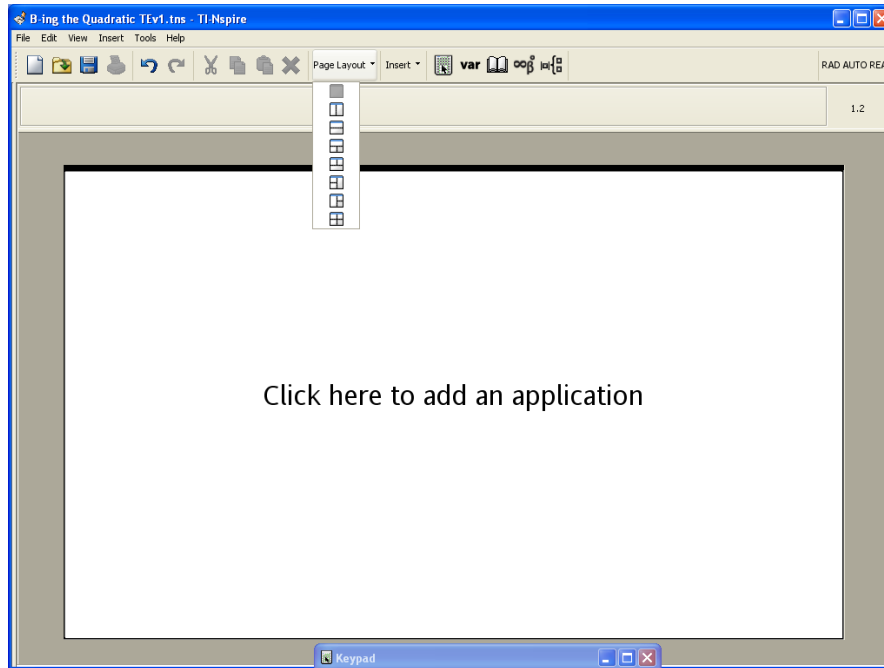 B-ing the Quadratic TEv1.tns - TI-Nspire
File Edit View Insert Tools Help
Page Layout Insert var ∞β° RAD AUTO REA
1.2
Click here to add an application
Keypad